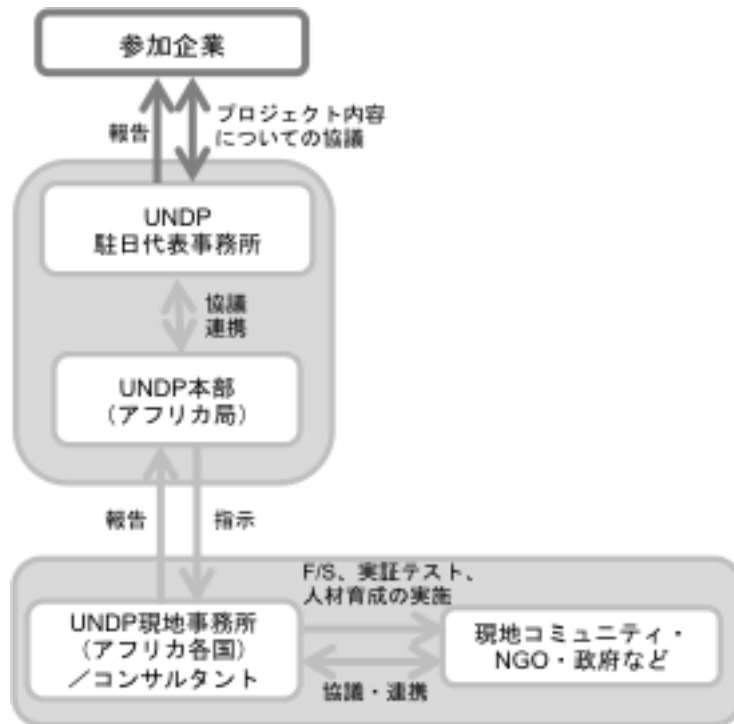 参加企業
報告
プロジェクト内容
についての協議
UNDP
駐日代表事務所
協議
連携
UNDP本部
（アフリカ局）
報告
指示
F/S、実証テスト、
人材育成の実施
UNDP現地事務所
（アフリカ各国）
／コンサルタント
現地コミュニティ・
NGO・政府など
協議・連携